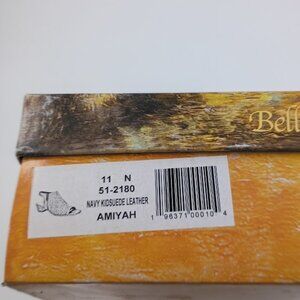 Bell
11 N
51-2180
NAVY KIDSUEDE LEATHER
AMIYAH
1 96371 00010 4